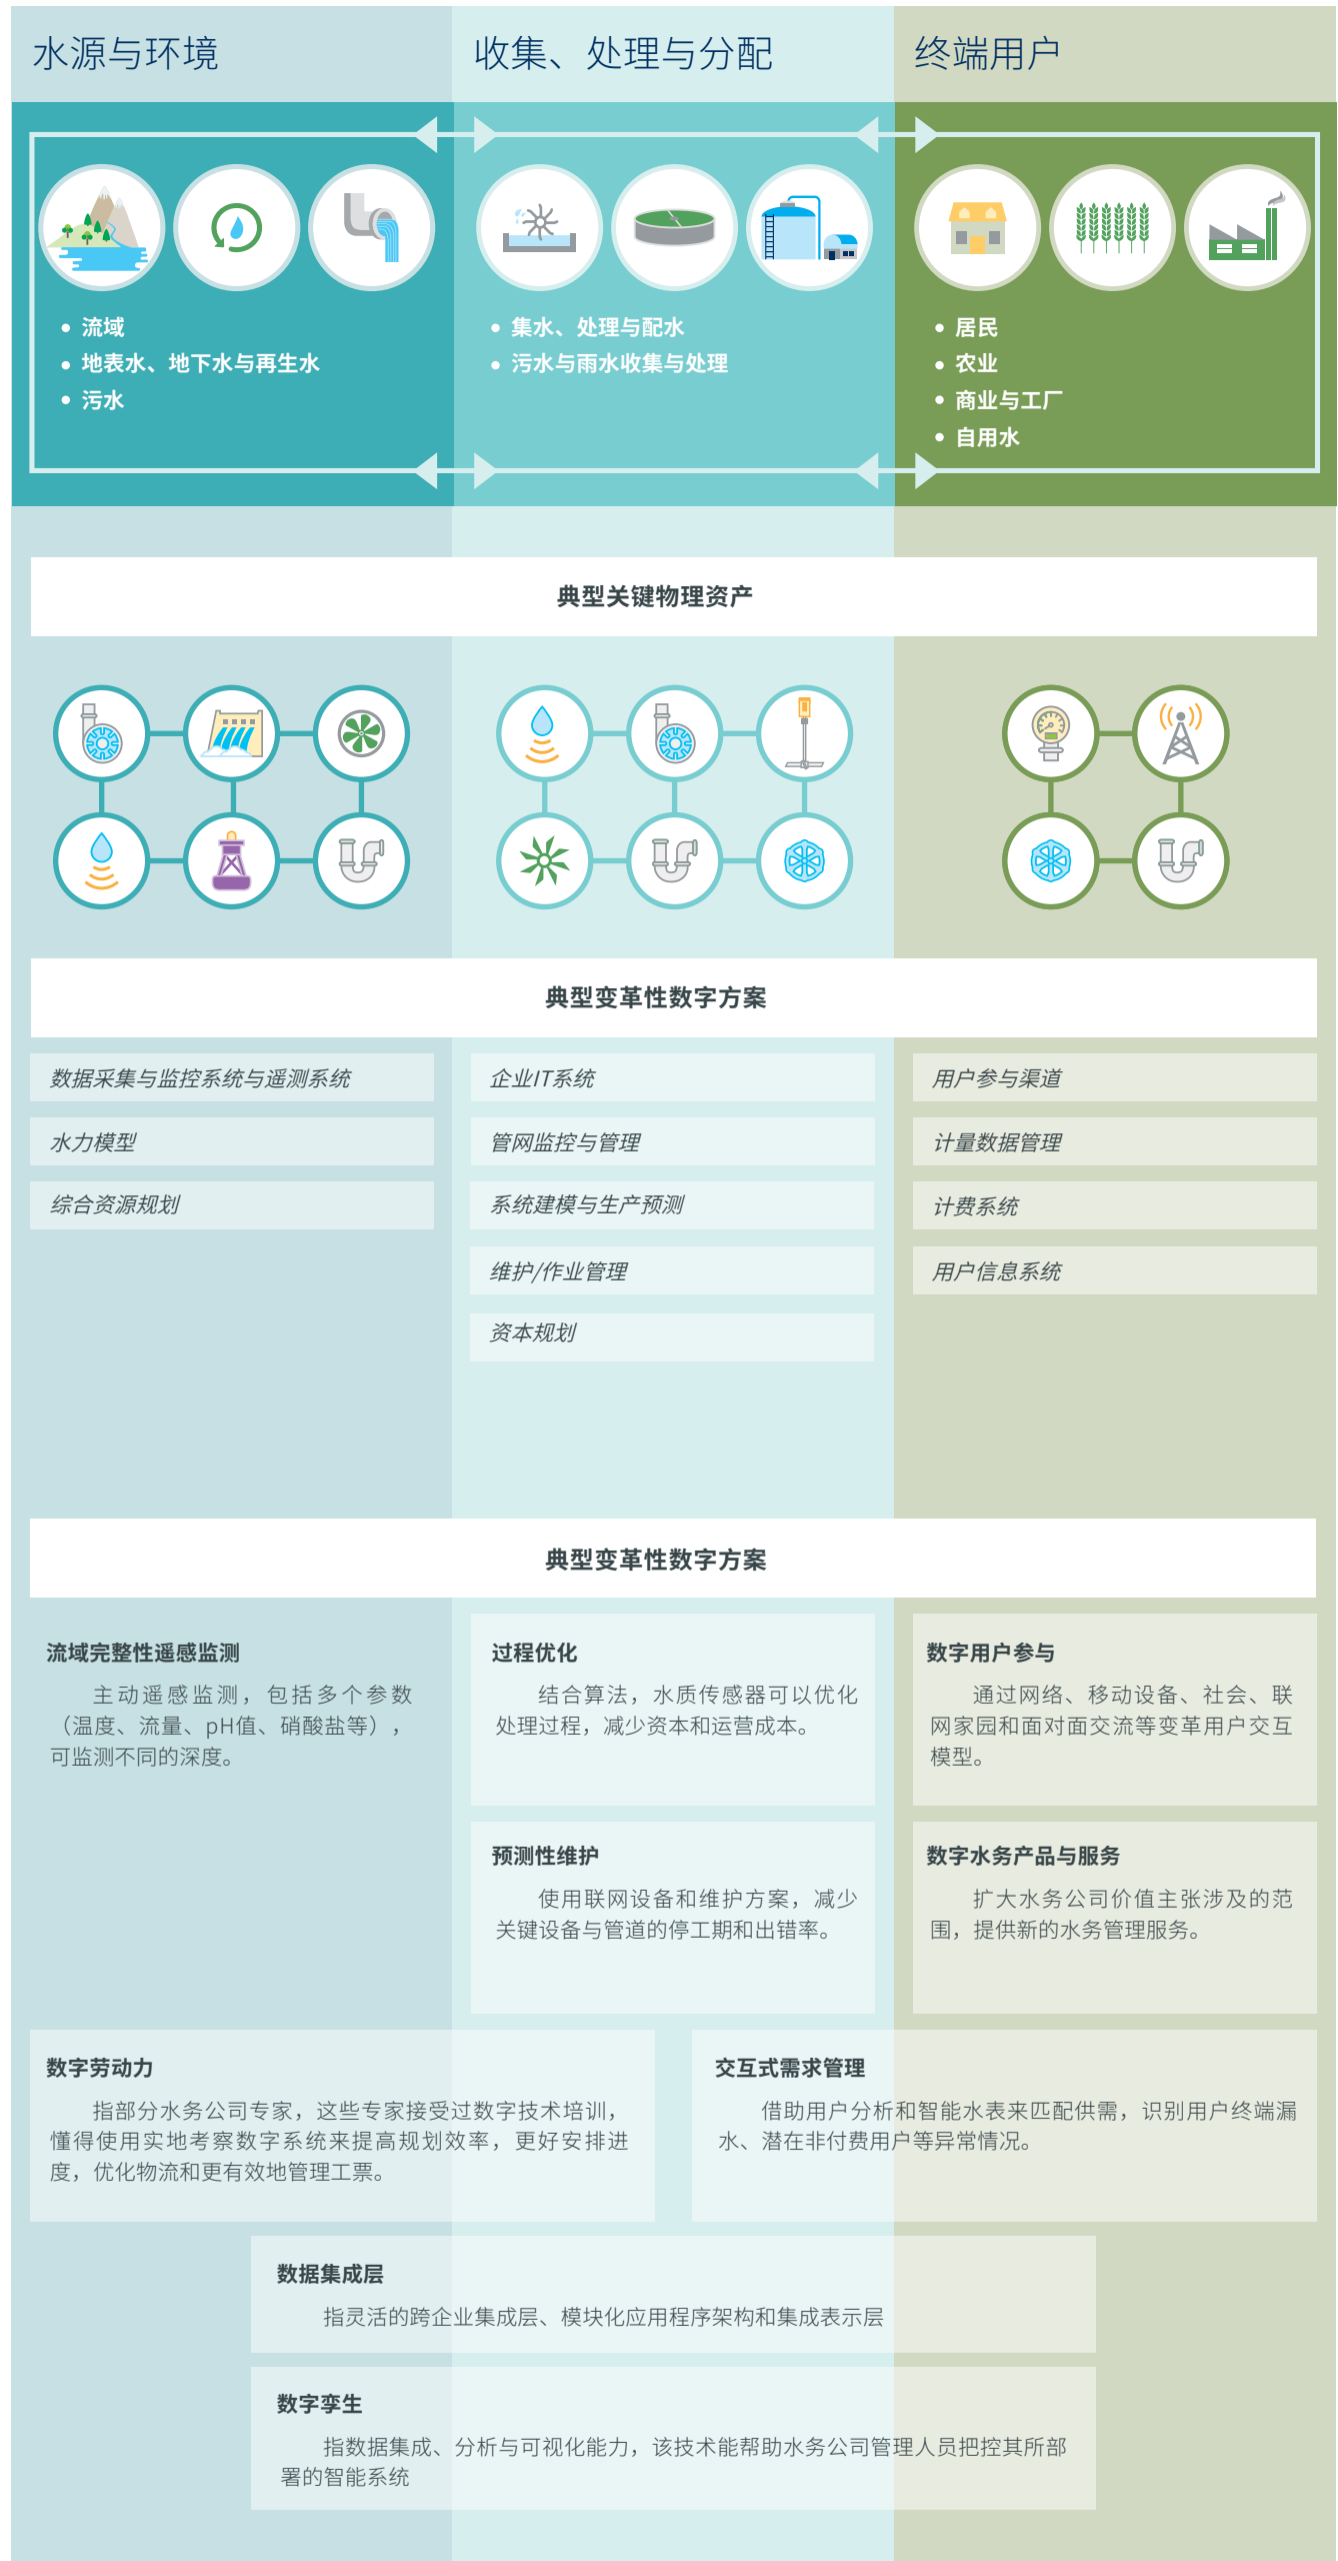 水源与环境
收集、处理与分配
终端用户
流域
地表水、地下水与再生水
污水
集水、处理与配水
污水与雨水收集与处理
居民
农业
商业与工厂
自用水
典型关键物理资产
典型变革性数字方案
数据采集与监控系统与遥测系统
水力模型
综合资源规划
企业IT系统
管网监控与管理
系统建模与生产预测
维护/作业管理
资本规划
用户参与渠道
计量数据管理
计费系统
用户信息系统
典型变革性数字方案
流域完整性遥感监测
主动遥感监测，包括多个参数
（温度、流量、pH值、硝酸盐等），
可监测不同的深度。
过程优化
结合算法，水质传感器可以优化
处理过程，减少资本和运营成本。
数字用户参与
通过网络、移动设备、社会、联
网家园和面对面交流等变革用户交互
模型。
预测性维护
使用联网设备和维护方案，减少
关键设备与管道的停工期和出错率。
数字水务产品与服务
扩大水务公司价值主张涉及的范
围，提供新的水务管理服务。
数字劳动力
指部分水务公司专家，这些专家接受过数字技术培训，
懂得使用实地考察数字系统来提高规划效率，更好安排进
度，优化物流和更有效地管理工票。
交互式需求管理
借助用户分析和智能水表来匹配供需，识别用户终端漏
水、潜在非付费用户等异常情况。
数据集成层
指灵活的跨企业集成层、模块化应用程序架构和集成表示层
数字孪生
指数据集成、分析与可视化能力，该技术能帮助水务公司管理人员把控其所部
署的智能系统